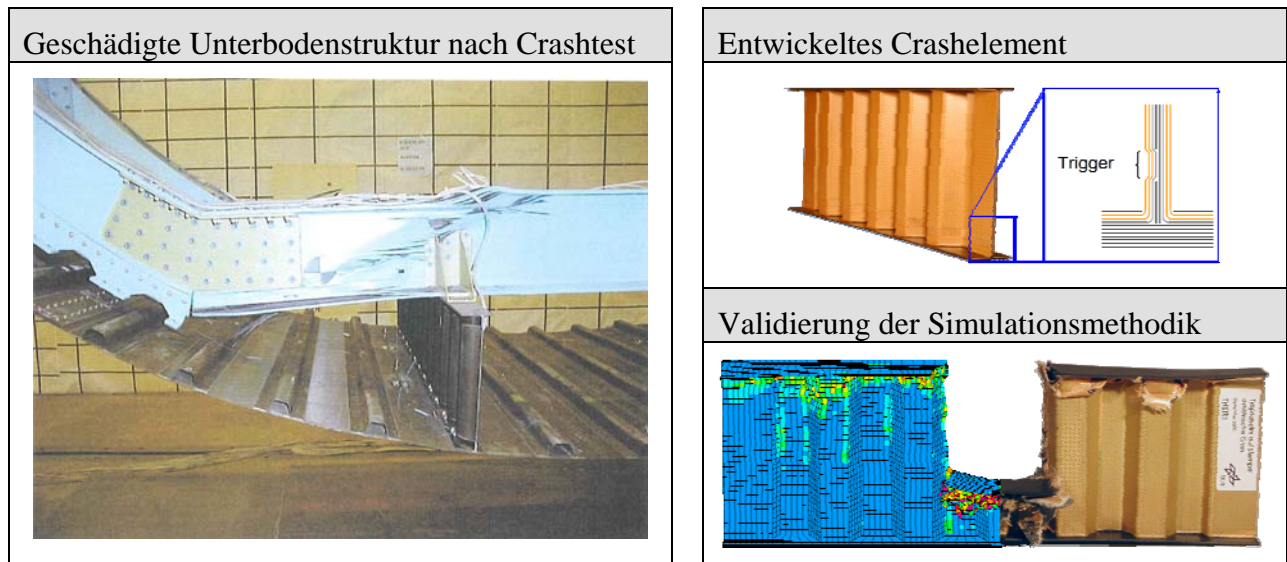 Geschädigte Unterbodenstruktur nach Crashtest
Entwickeltes Crashelement
Trigger
Validierung der Simulationsmethodik